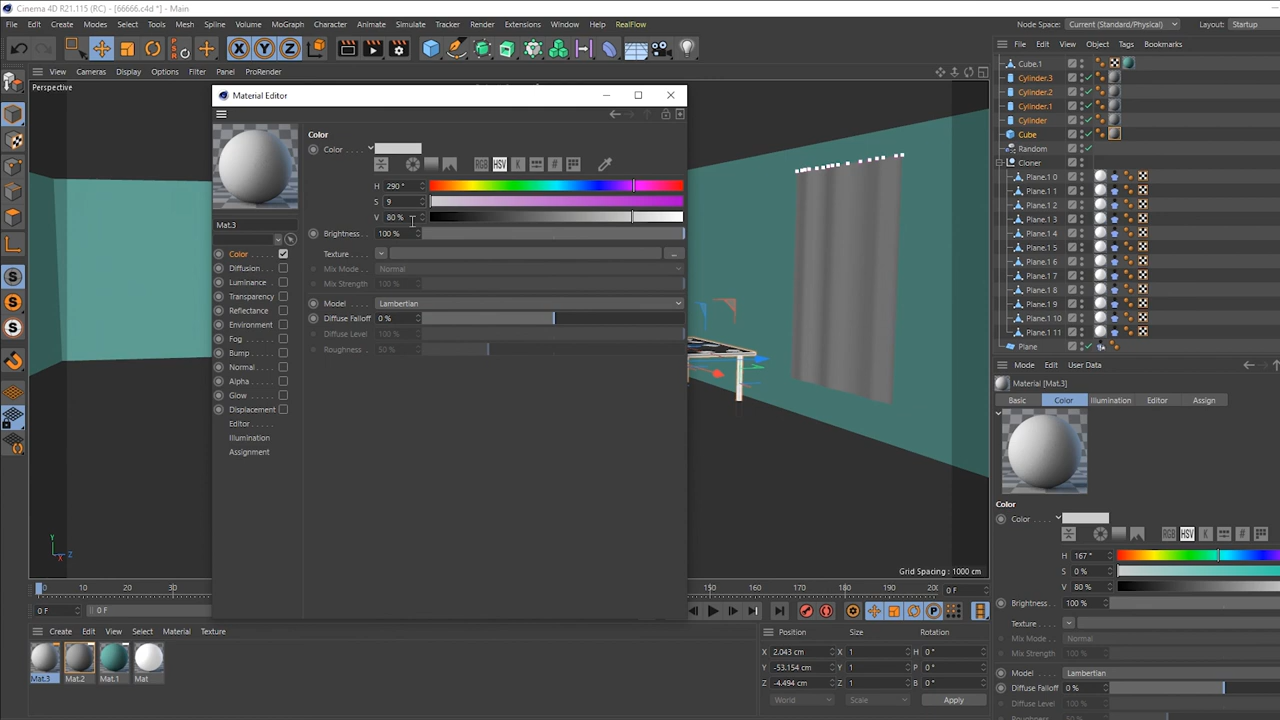 Cinema 4D R21.115 (RC) - [66666.c4d *] - Main
File Edit Create Modes Select Tools Mesh Spline Volume MoGraph Character Animate Simulate Tracker Render Extensions Window Help RealFlow
Node Space: Current (Standard/Physical) Layout: Startup
X Y Z PSR
View Cameras Display Options Filter Panel ProRender
File Edit View Object Tags Bookmarks
Perspective
Material Editor
Cube.1
Cylinder.3
Cylinder.2
Cylinder.1
Cylinder
Cube
Random
Cloner
Plane.1 0
Plane.1 1
Plane.1 2
Plane.1 3
Plane.1 4
Plane.1 5
Plane.1 6
Plane.1 7
Plane.1 8
Plane.1 9
Plane.1 10
Plane.1 11
Plane
Mat.3
Color
Diffusion
Luminance
Transparency
Reflectance
Environment
Fog
Bump
Normal
Alpha
Glow
Displacement
Editor
Illumination
Assignment
Color
Color
RGB HSV K #
H 290 °
S 9
V 80 %
Brightness 100 %
Texture
Mix Mode Normal
Mix Strength 100 %
Model Lambertian
Diffuse Falloff 0 %
Diffuse Level 100 %
Roughness 50 %
Grid Spacing : 1000 cm
Y X Z
Mode Edit User Data
Material [Mat.3]
Basic Color Illumination Editor Assign
Color
Color
RGB HSV K #
H 167 °
S 0 %
V 80 %
Brightness 100 %
Texture
Mix Mode Normal
Mix Strength 100 %
Model Lambertian
Diffuse Falloff 0 %
Diffuse Level 100 %
0 10 20 30 150 160 170 180 190 0 F
0 F 0 F
Create Edit View Select Material Texture
Mat.3 Mat.2 Mat.1 Mat
Position Size Rotation
X 2.043 cm X 1 H 0 °
Y -53.154 cm Y 1 P 0 °
Z -4.494 cm Z 1 B 0 °
World Scale Apply